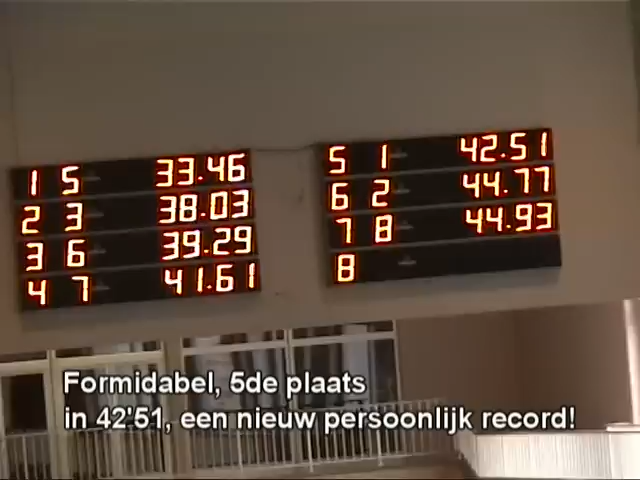 1 5 33.46
2 3 38.03
3 6 39.29
4 7 41.61
5 1 42.51
6 2 44.77
7 8 44.93
8
Formidabel, 5de plaats
in 42'51, een nieuw persoonlijk record!